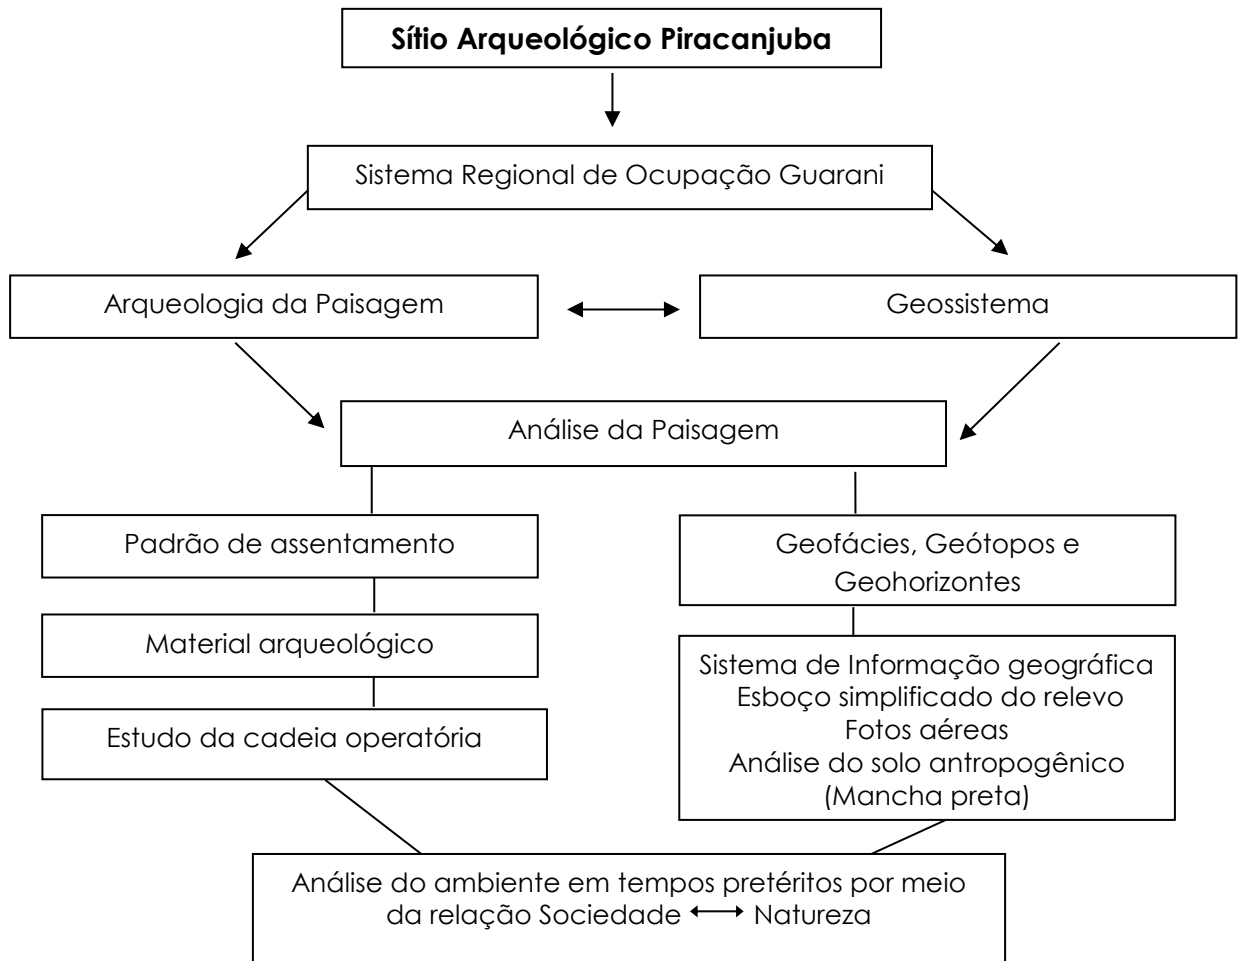 Sítio Arqueológico Piracanjuba
Sistema Regional de Ocupação Guarani
Arqueologia da Paisagem
Geossistema
Análise da Paisagem
Padrão de assentamento
Material arqueológico
Estudo da cadeia operatória
Geofácies, Geótopos e
Geohorizontes
Sistema de Informação geográfica
Esboço simplificado do relevo
Fotos aéreas
Análise do solo antropogênico
(Mancha preta)
Análise do ambiente em tempos pretéritos por meio
da relação Sociedade ⟷ Natureza